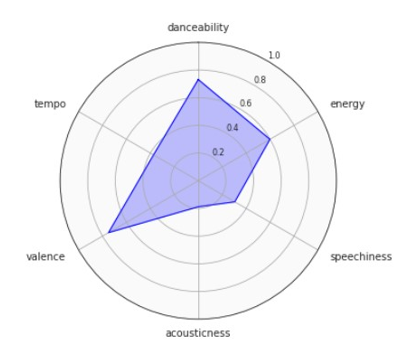 danceability
1.0
0.8
tempo
0.6
energy
0.4
0.2
valence
speechiness
acousticness